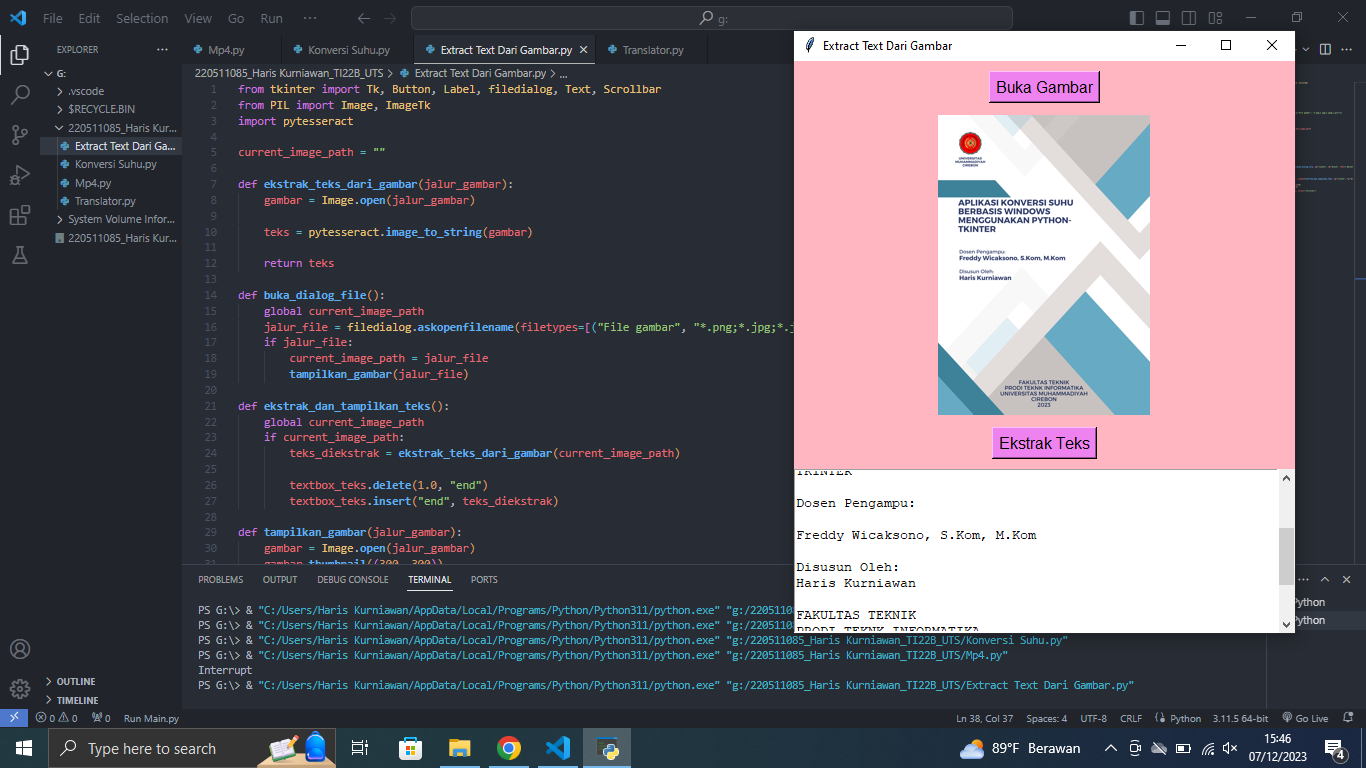 File Edit Selection View Go Run ···
g:
EXPLORER ···
G:
.vscode
$RECYCLE.BIN
220511085_Haris Kur...
Extract Text Dari Ga...
Konversi Suhu.py
Mp4.py
Translator.py
System Volume Infor...
220511085_Haris Kur...
OUTLINE
TIMELINE
Mp4.py Konversi Suhu.py Extract Text Dari Gambar.py Translator.py
220511085_Haris Kurniawan_TI22B_UTS > Extract Text Dari Gambar.py > ...
1 from tkinter import Tk, Button, Label, filedialog, Text, Scrollbar
2 from PIL import Image, ImageTk
3 import pytesseract
4
5 current_image_path = ""
6
7 def ekstrak_teks_dari_gambar(jalur_gambar):
8 gambar = Image.open(jalur_gambar)
9
10 teks = pytesseract.image_to_string(gambar)
11
12 return teks
13
14 def buka_dialog_file():
15 global current_image_path
16 jalur_file = filedialog.askopenfilename(filetypes=[("File gambar", "*.png;*.jpg;*.j
17 if jalur_file:
18 current_image_path = jalur_file
19 tampilkan_gambar(jalur_file)
20
21 def ekstrak_dan_tampilkan_teks():
22 global current_image_path
23 if current_image_path:
24 teks_diekstrak = ekstrak_teks_dari_gambar(current_image_path)
25
26 textbox_teks.delete(1.0, "end")
27 textbox_teks.insert("end", teks_diekstrak)
28
29 def tampilkan_gambar(jalur_gambar):
30 gambar = Image.open(jalur_gambar)
31 gambar.thumbnail((300, 300))
PROBLEMS OUTPUT DEBUG CONSOLE TERMINAL PORTS
PS G:\> & "C:/Users/Haris Kurniawan/AppData/Local/Programs/Python/Python311/python.exe" "g:/220511085
PS G:\> & "C:/Users/Haris Kurniawan/AppData/Local/Programs/Python/Python311/python.exe" "g:/220511085
PS G:\> & "C:/Users/Haris Kurniawan/AppData/Local/Programs/Python/Python311/python.exe" "g:/220511085_Haris Kurniawan_TI22B_UTS/Konversi Suhu.py"
PS G:\> & "C:/Users/Haris Kurniawan/AppData/Local/Programs/Python/Python311/python.exe" "g:/220511085_Haris Kurniawan_TI22B_UTS/Mp4.py"
Interrupt
PS G:\> & "C:/Users/Haris Kurniawan/AppData/Local/Programs/Python/Python311/python.exe" "g:/220511085_Haris Kurniawan_TI22B_UTS/Extract Text Dari Gambar.py"
Python
Python
Extract Text Dari Gambar
Buka Gambar
UNIVERSITAS
MUHAMMADIYAH
CIREBON
APLIKASI KONVERSI SUHU
BERBASIS WINDOWS
MENGGUNAKAN PYTHON-
TKINTER
Dosen Pengampu:
Freddy Wicaksono, S.Kom, M.Kom
Disusun Oleh:
Haris Kurniawan
FAKULTAS TEKNIK
PRODI TEKNK INFORMATIKA
UNIVERSITAS MUHAMMADIYAH
CIREBON
2023
Ekstrak Teks
TKINTER
Dosen Pengampu:
Freddy Wicaksono, S.Kom, M.Kom
Disusun Oleh:
Haris Kurniawan
FAKULTAS TEKNIK
PRODI TEKNK INFORMATIKA
0 0 0 Run Main.py Ln 38, Col 37 Spaces: 4 UTF-8 CRLF Python 3.11.5 64-bit Go Live
Type here to search
89°F Berawan
15:46
07/12/2023
4